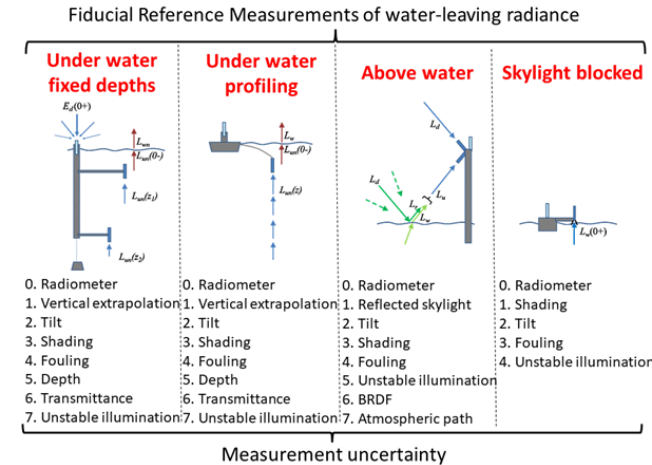 Fiducial Reference Measurements of water-leaving radiance
Under water
fixed depths
Under water
profiling
Above water
Skylight blocked
Ed(0+)
Lwn
Lwn(0-)
Lwn(z1)
Lwn(z2)
Lw
Lwn(0-)
Lwn(z)
Ld
Ld
Lr
Lu
Lw
Lw(0+)
0. Radiometer
1. Vertical extrapolation
2. Tilt
3. Shading
4. Fouling
5. Depth
6. Transmittance
7. Unstable illumination
0. Radiometer
1. Vertical extrapolation
2. Tilt
3. Shading
4. Fouling
5. Depth
6. Transmittance
7. Unstable illumination
0. Radiometer
1. Reflected skylight
2. Tilt
3. Shading
4. Fouling
5. Unstable illumination
6. BRDF
7. Atmospheric path
0. Radiometer
1. Shading
2. Tilt
3. Fouling
4. Unstable illumination
Measurement uncertainty